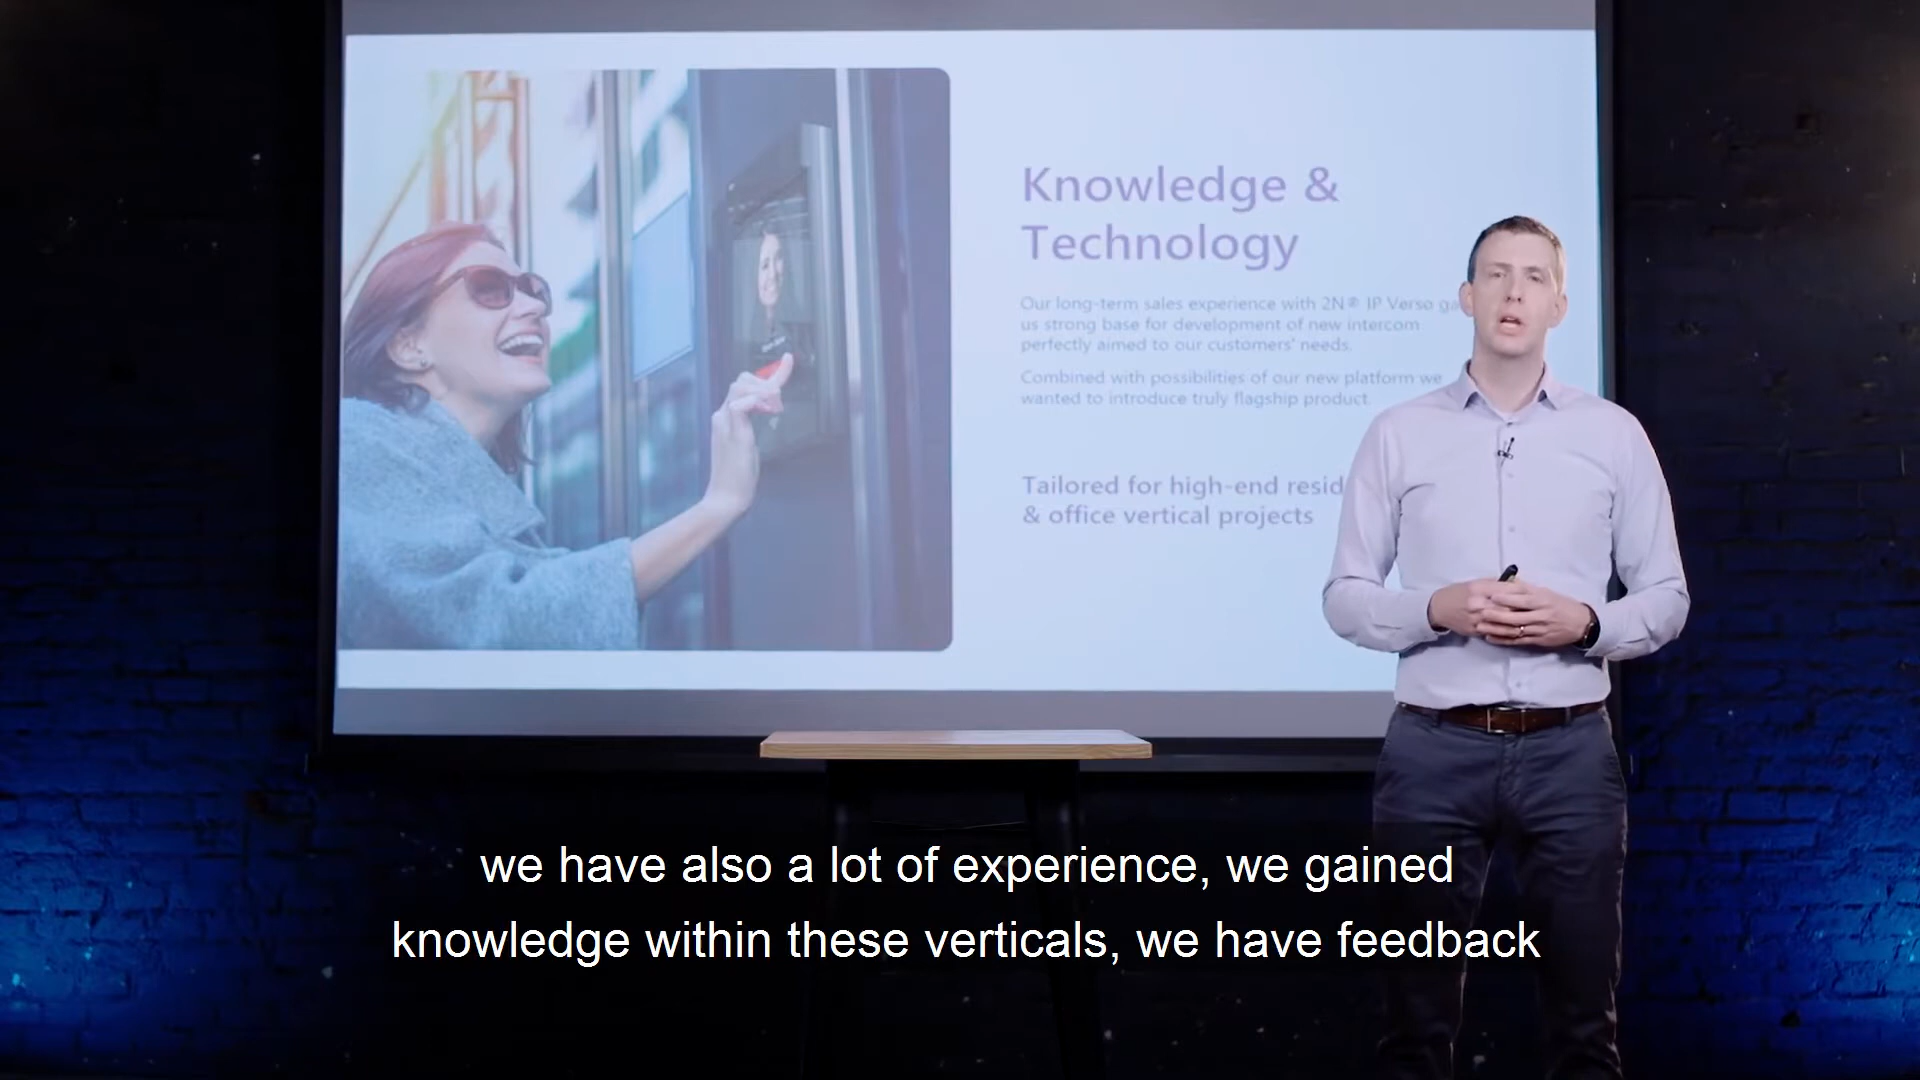 Knowledge &
Technology
Our long-term sales experience with 2N® IP Verso
us strong base for development of new intercom
perfectly aimed to our customers' needs.
Combined with possibilities of our new platform we
wanted to introduce truly flagship product
Tailored for high-end
& office vertical projects
we have also a lot of experience, we gained
knowledge within these verticals, we have feedback